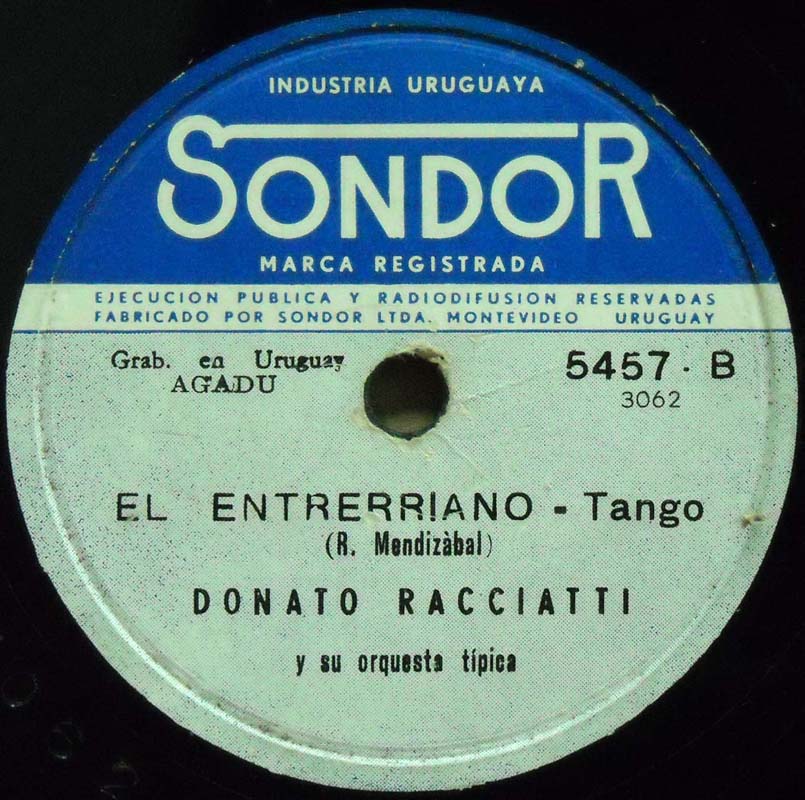 INDUSTRIA URUGUAYA
SONDOR
MARCA REGISTRADA
EJECUCION PUBLICA Y RADIODIFUSION RESERVADAS
FABRICADO POR SONDOR LTDA. MONTEVIDEO URUGUAY
Grab. en Uruguay
AGADU
5457 · B
3062
EL ENTRERRIANO - Tango
(R. Mendizàbal)
DONATO RACCIATTI
y su orquesta típica